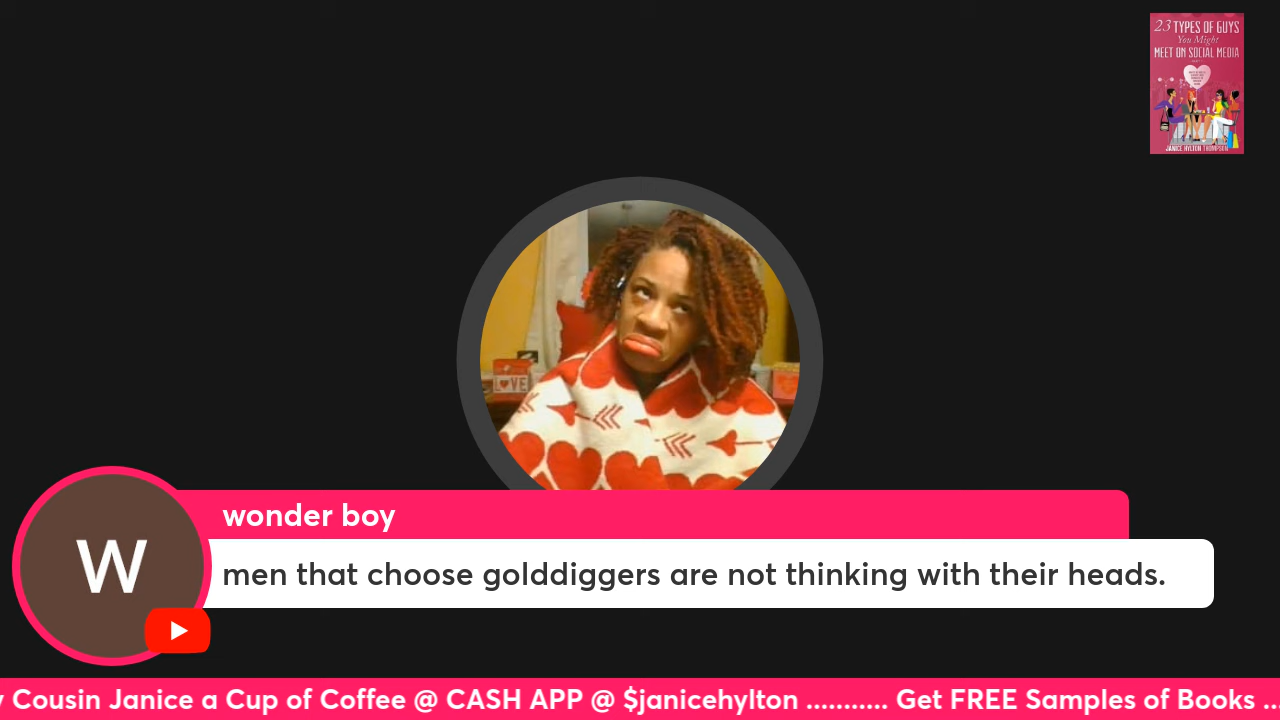 23 TYPES OF GUYS
You Might
MEET ON SOCIAL MEDIA
JANICE HYLTON THOMPSON
LOVE
W
wonder boy
men that choose golddiggers are not thinking with their heads.
Cousin Janice a Cup of Coffee @ CASH APP @ $janicehylton ........... Get FREE Samples of Books ..